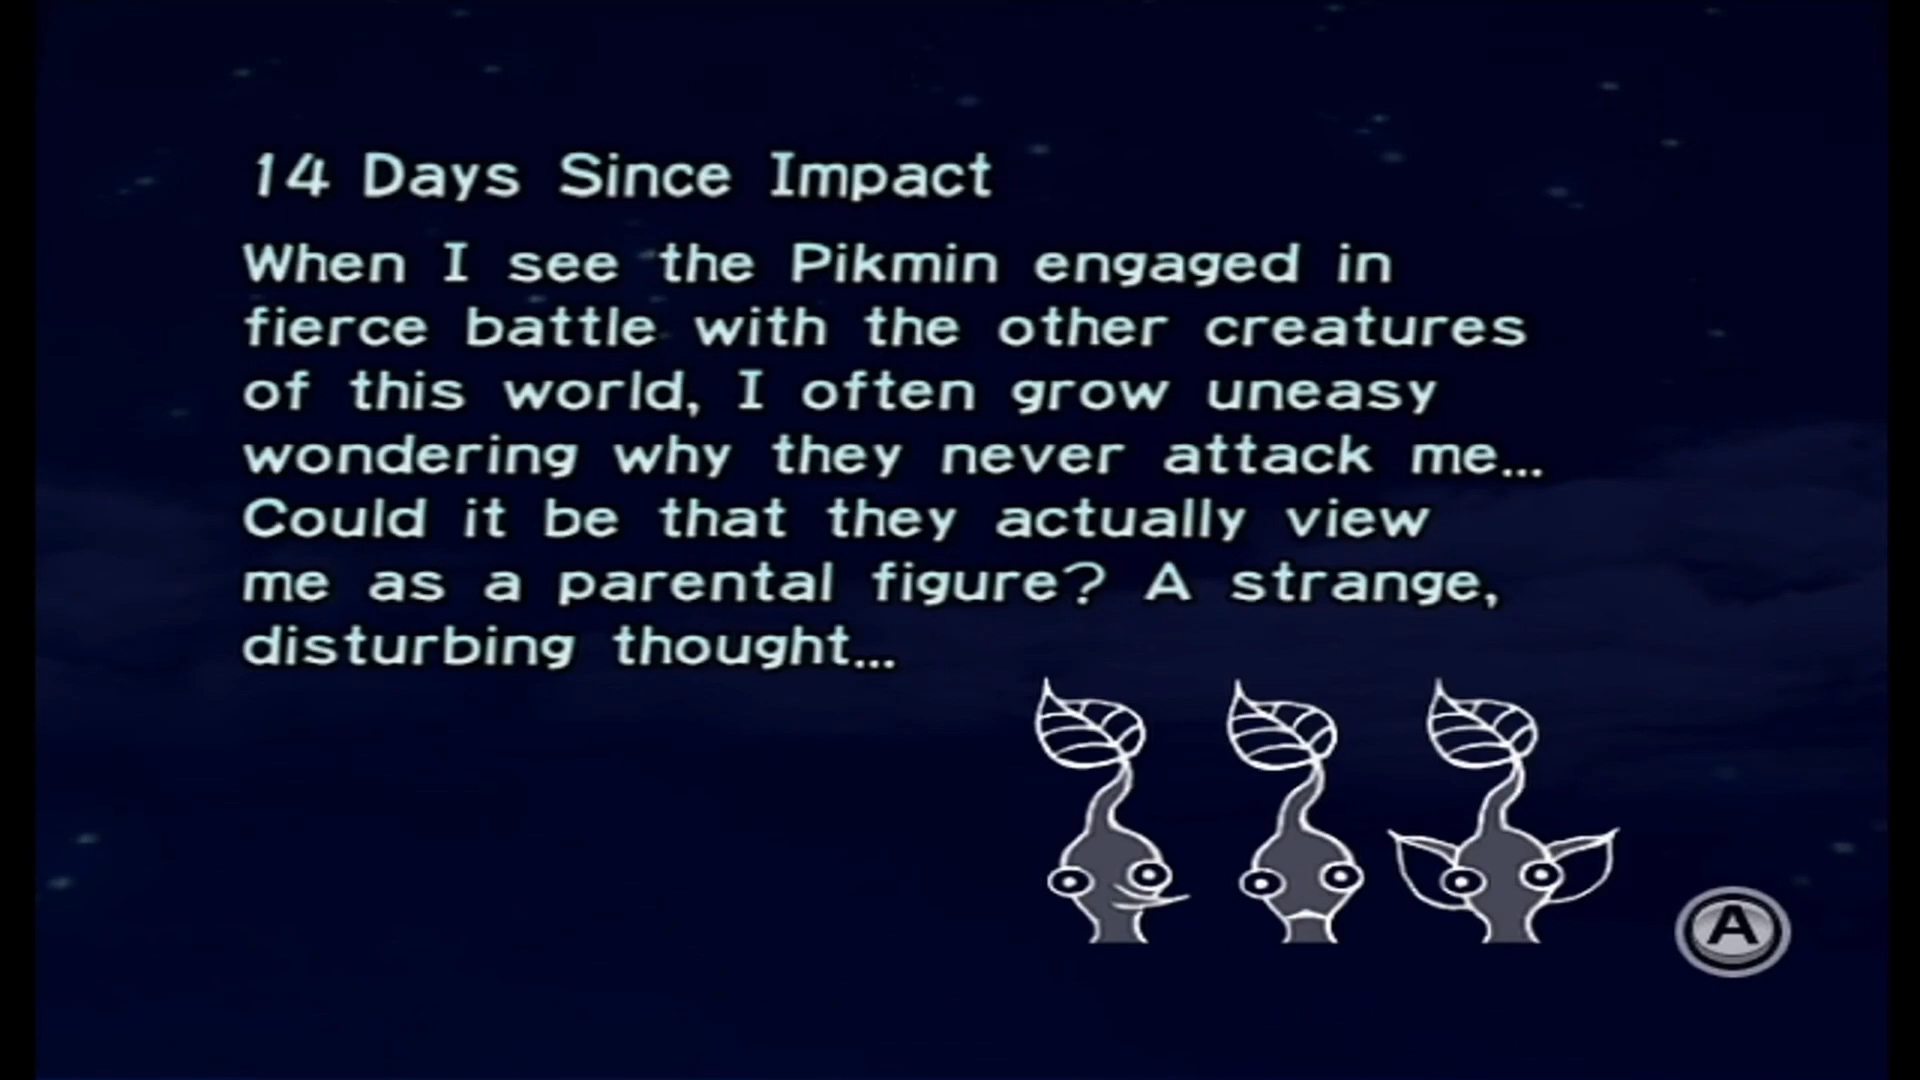 14 Days Since Impact
When I see the Pikmin engaged in
fierce battle with the other creatures
of this world, I often grow uneasy
wondering why they never attack me...
Could it be that they actually view
me as a parental figure? A strange,
disturbing thought...
A